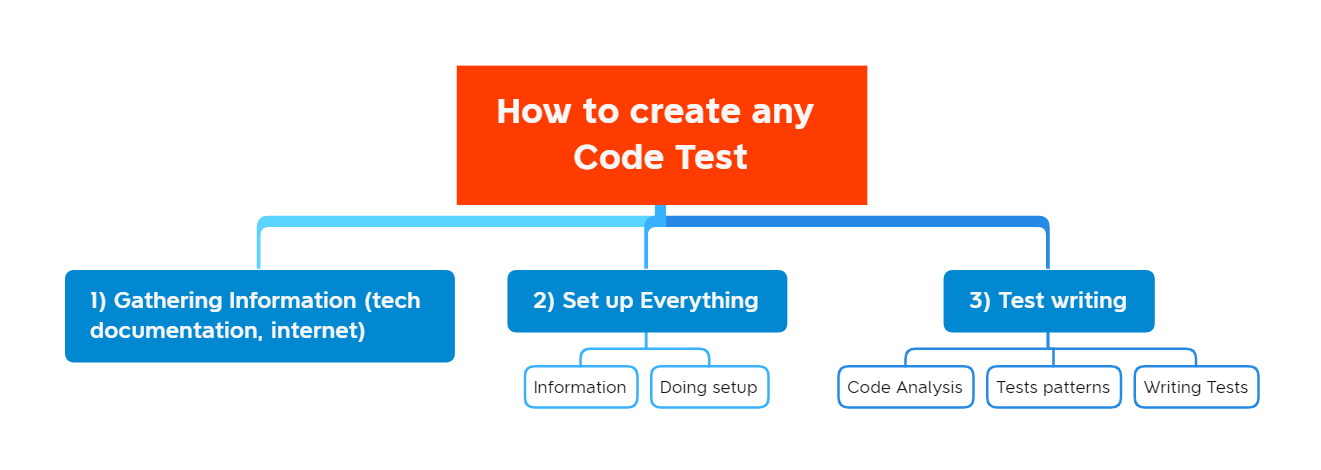 How to create any
Code Test
1) Gathering Information (tech
documentation, internet)
2) Set up Everything
3) Test writing
Information
Doing setup
Code Analysis
Tests patterns
Writing Tests